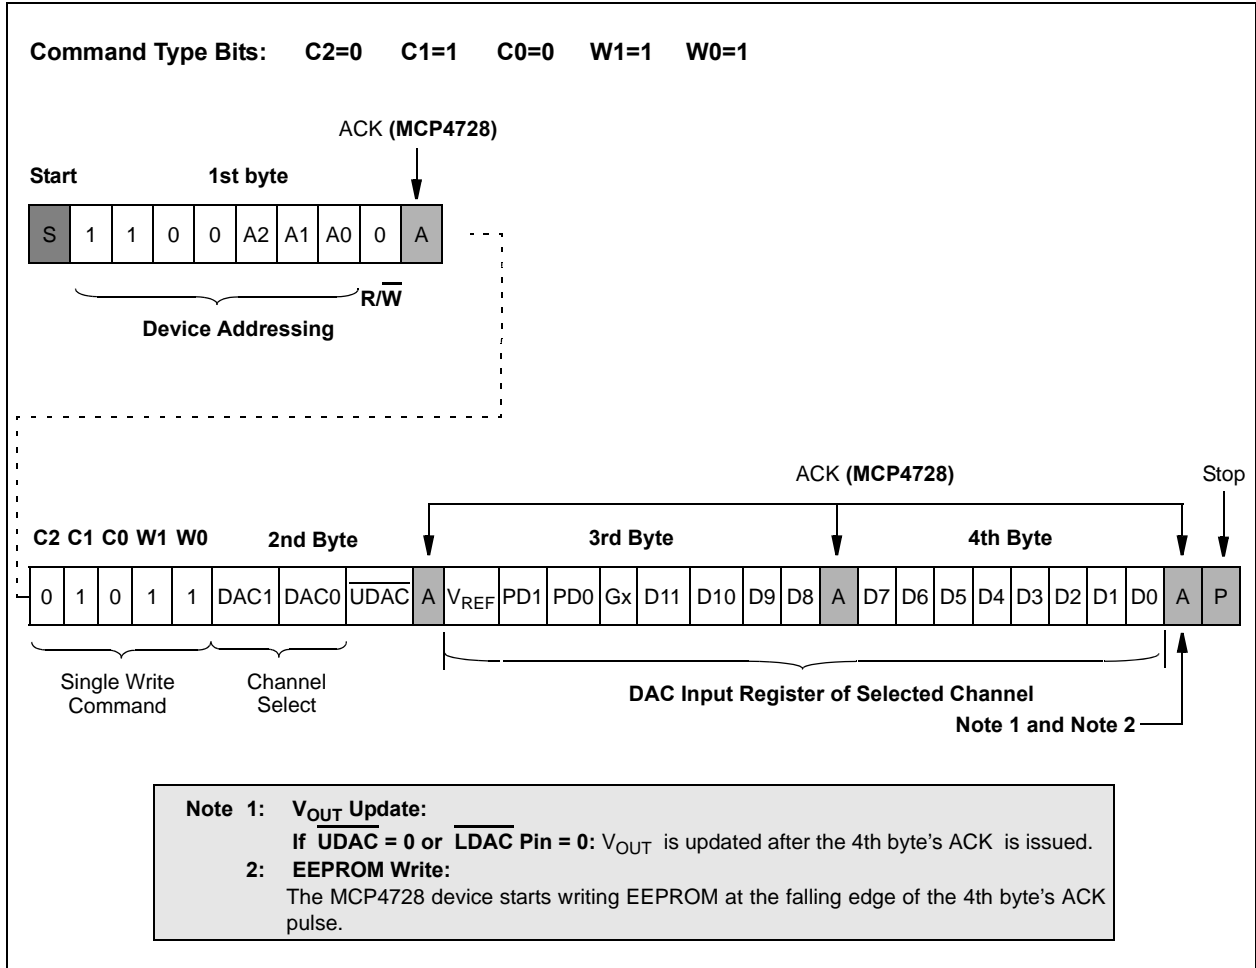 Command Type Bits: C2=0 C1=1 C0=0 W1=1 W0=1
ACK (MCP4728)
Start 1st byte
S 1 1 0 0 A2 A1 A0 0 A
R/W
Device Addressing
ACK (MCP4728) Stop
C2 C1 C0 W1 W0 2nd Byte 3rd Byte 4th Byte
0 1 0 1 1 DAC1 DAC0 UDAC A VREF PD1 PD0 Gx D11 D10 D9 D8 A D7 D6 D5 D4 D3 D2 D1 D0 A P
Single Write Command
Channel Select
DAC Input Register of Selected Channel
Note 1 and Note 2
Note 1: VOUT Update:
If UDAC = 0 or LDAC Pin = 0: VOUT is updated after the 4th byte's ACK is issued.
2: EEPROM Write:
The MCP4728 device starts writing EEPROM at the falling edge of the 4th byte's ACK
pulse.